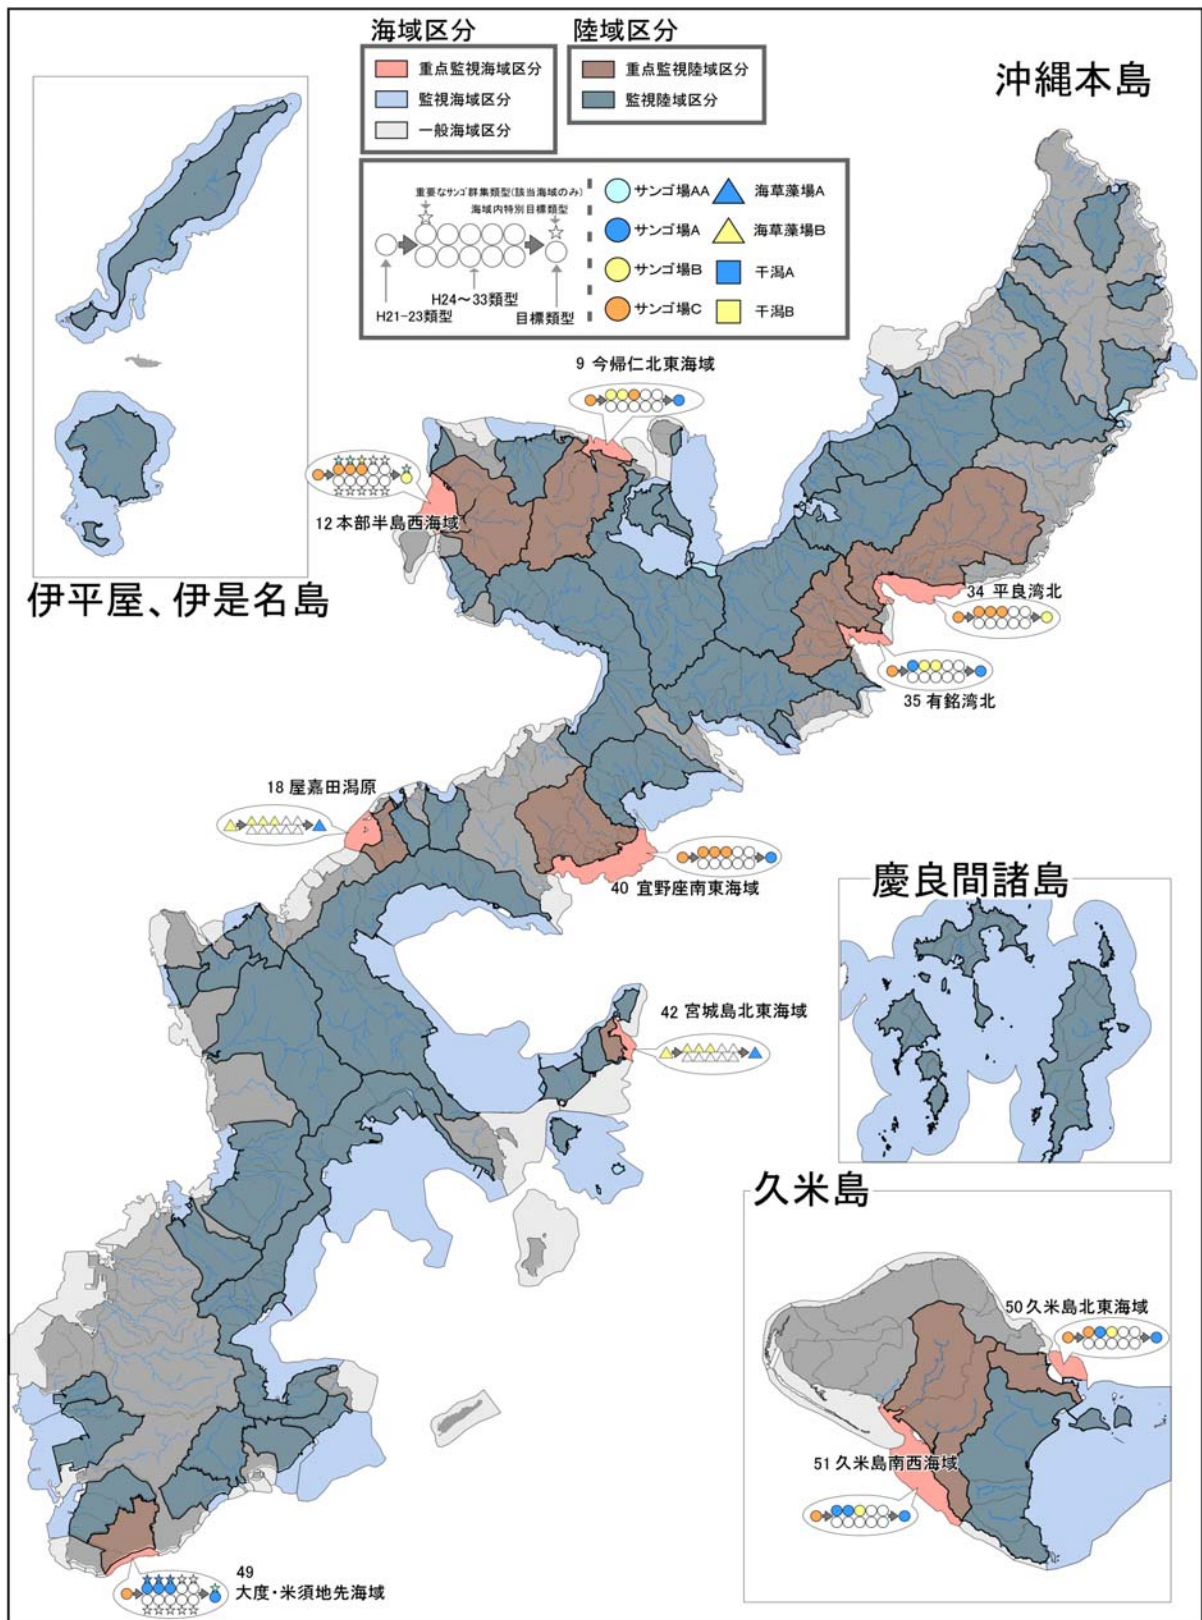 海域区分
重点監視海域区分
監視海域区分
一般海域区分
陸域区分
重点監視陸域区分
監視陸域区分
沖縄本島
重要なサンゴ群集類型(該当海域のみ)
海域内特別目標類型
H24～33類型
H21-23類型
目標類型
サンゴ場AA
サンゴ場A
サンゴ場B
サンゴ場C
海草藻場A
海草藻場B
干潟A
干潟B
9 今帰仁北東海域
12 本部半島西海域
伊平屋、伊是名島
34 平良湾北
35 有銘湾北
18 屋嘉田潟原
40 宜野座南東海域
慶良間諸島
42 宮城島北東海域
久米島
50 久米島北東海域
51 久米島南西海域
49
大度・米須地先海域